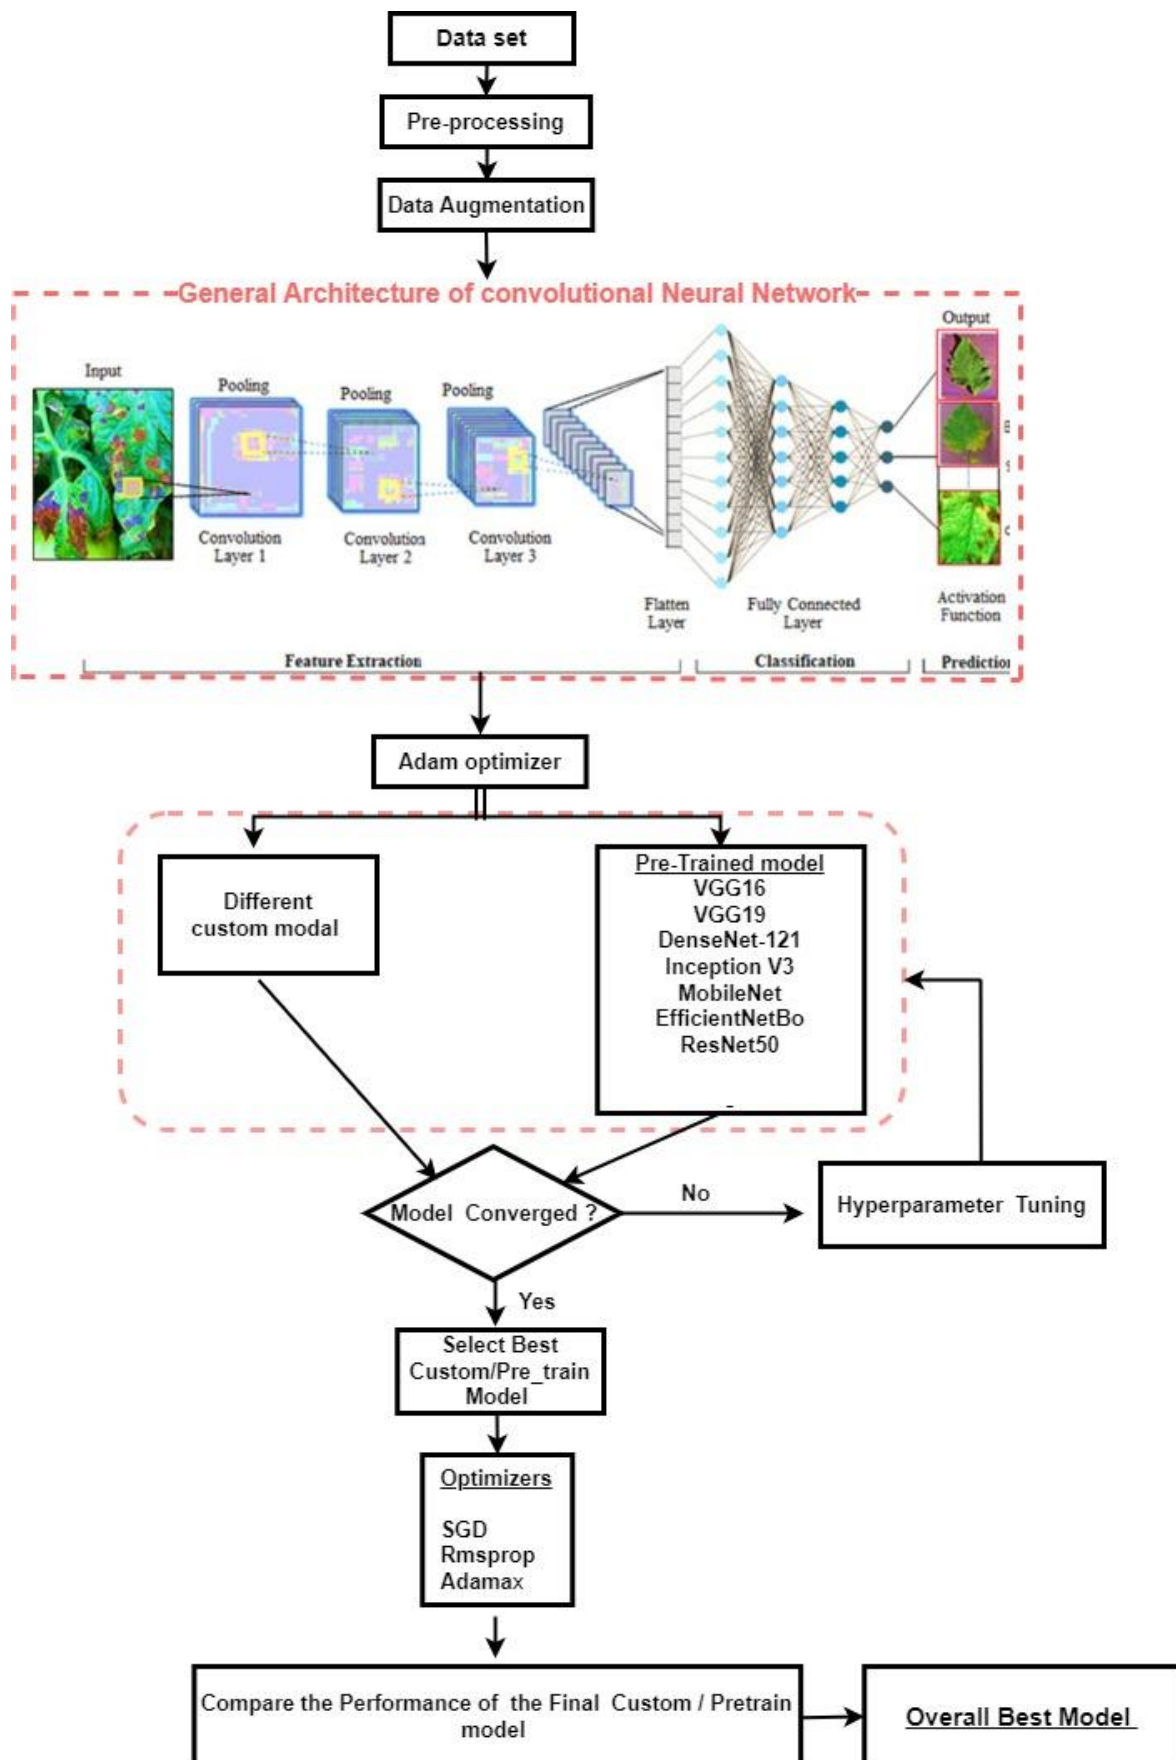 Data set
Pre-processing
Data Augmentation
General Architecture of convolutional Neural Network
Output
Input
Pooling
Pooling
Pooling
Convolution
Layer 1
Convolution
Layer 2
Convolution
Layer 3
Flatten
Layer
Fully Connected
Layer
Activation
Function
Feature Extraction
Classification
Predictio
Adam optimizer
Different
custom modal
Pre-Trained model
VGG16
VGG19
DenseNet-121
Inception V3
MobileNet
EfficientNetBo
ResNet50
-
Model Converged ?
No
Hyperparameter Tuning
Yes
Select Best
Custom/Pre_train
Model
Optimizers
SGD
Rmsprop
Adamax
Compare the Performance of the Final Custom / Pretrain
model
Overall Best Model